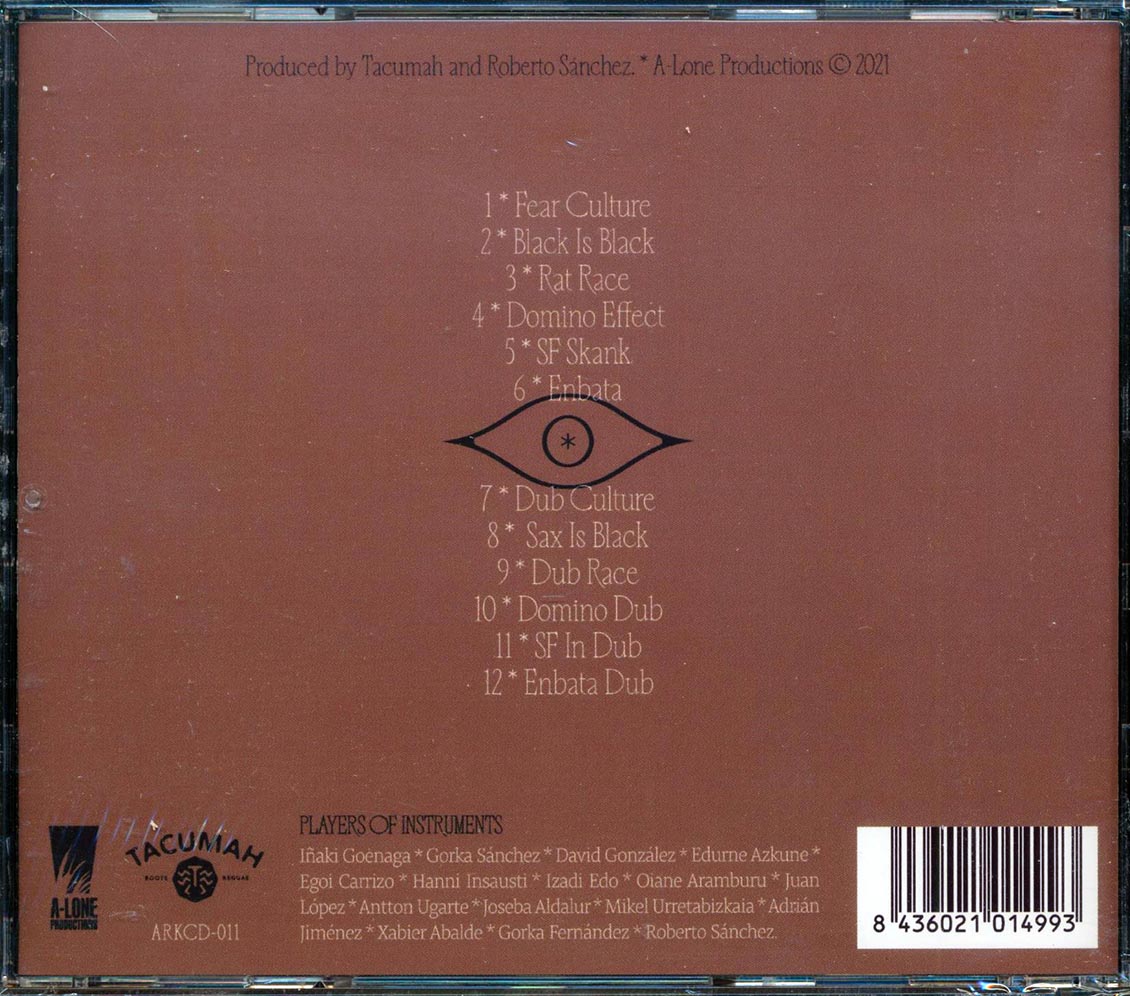 Produced by Tacumah and Roberto Sánchez. * A-Lone Productions © 2021
1 * Fear Culture
2 * Black Is Black
3 * Rat Race
4 * Domino Effect
5 * SF Skank
6 * Enbata
*
7 * Dub Culture
8 * Sax Is Black
9 * Dub Race
10 * Domino Dub
11 * SF In Dub
12 * Enbata Dub
A-LONE
PRODUCTIONS
TACUMAH
ROOTS REGGAE
ARKCD-011
PLAYERS OF INSTRUMENTS
Iñaki Goenaga * Gorka Sánchez * David González * Edurne Azkune *
Egoi Carrizo * Hanni Insausti * Izadi Edo * Oiane Aramburu * Juan
López * Antton Ugarte * Joseba Aldalur * Mikel Urretabizkaia * Adrián
Jiménez * Xabier Abalde * Gorka Fernández * Roberto Sánchez.
8 436021 014993